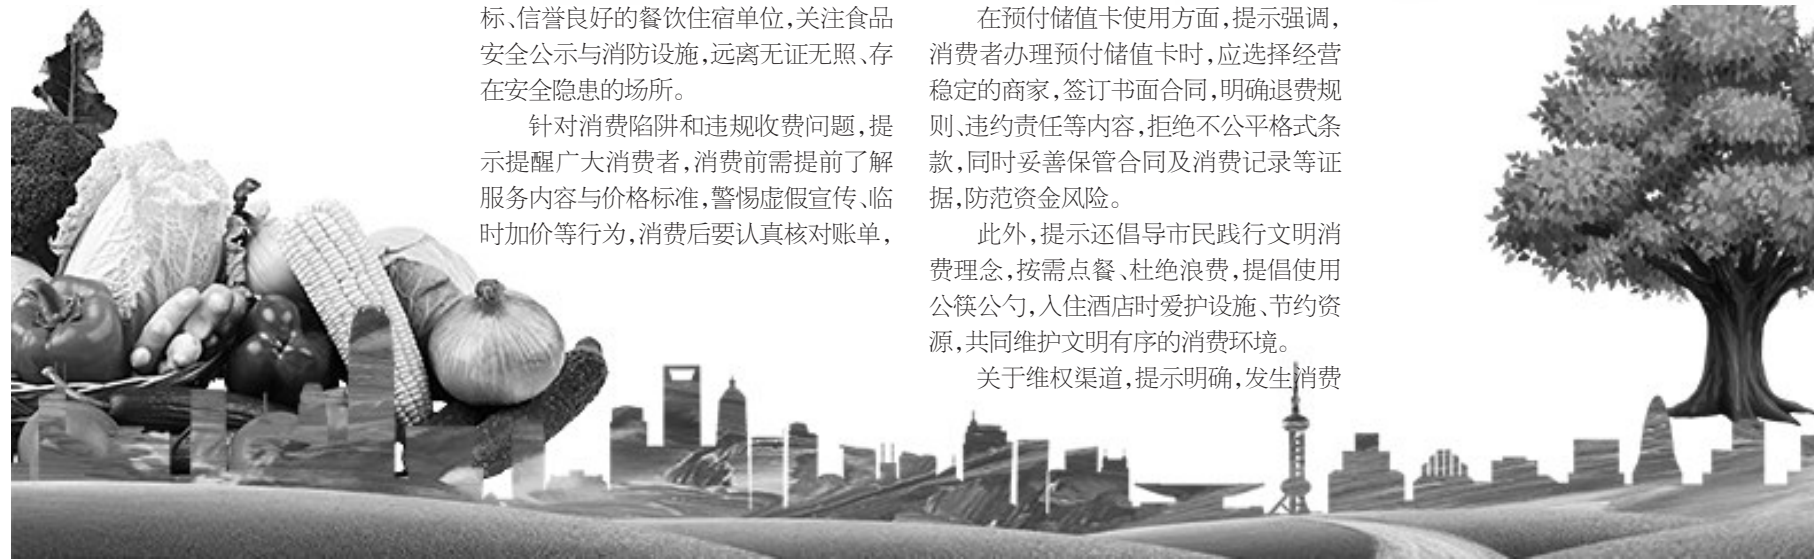 标、信誉良好的餐饮住宿单位,关注食品
安全公示与消防设施,远离无证无照、存
在安全隐患的场所。
针对消费陷阱和违规收费问题,提
示提醒广大消费者,消费前需提前了解
服务内容与价格标准,警惕虚假宣传、临
时加价等行为,消费后要认真核对账单,
在预付储值卡使用方面,提示强调,
消费者办理预付储值卡时,应选择经营
稳定的商家,签订书面合同,明确退费规
则、违约责任等内容,拒绝不公平格式条
款,同时妥善保管合同及消费记录等证
据,防范资金风险。
此外,提示还倡导市民践行文明消
费理念,按需点餐、杜绝浪费,提倡使用
公筷公勺,入住酒店时爱护设施、节约资
源,共同维护文明有序的消费环境。
关于维权渠道,提示明确,发生消费